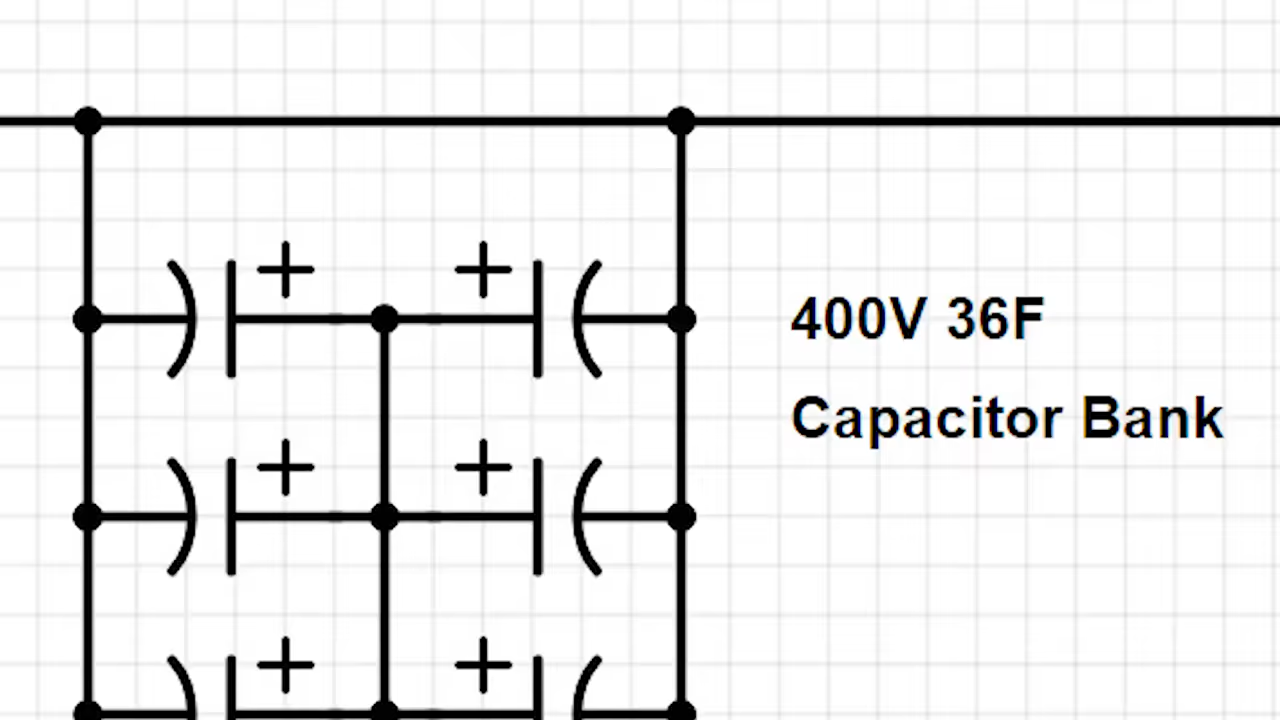 + +
400V 36F
+ +
Capacitor Bank
+ +